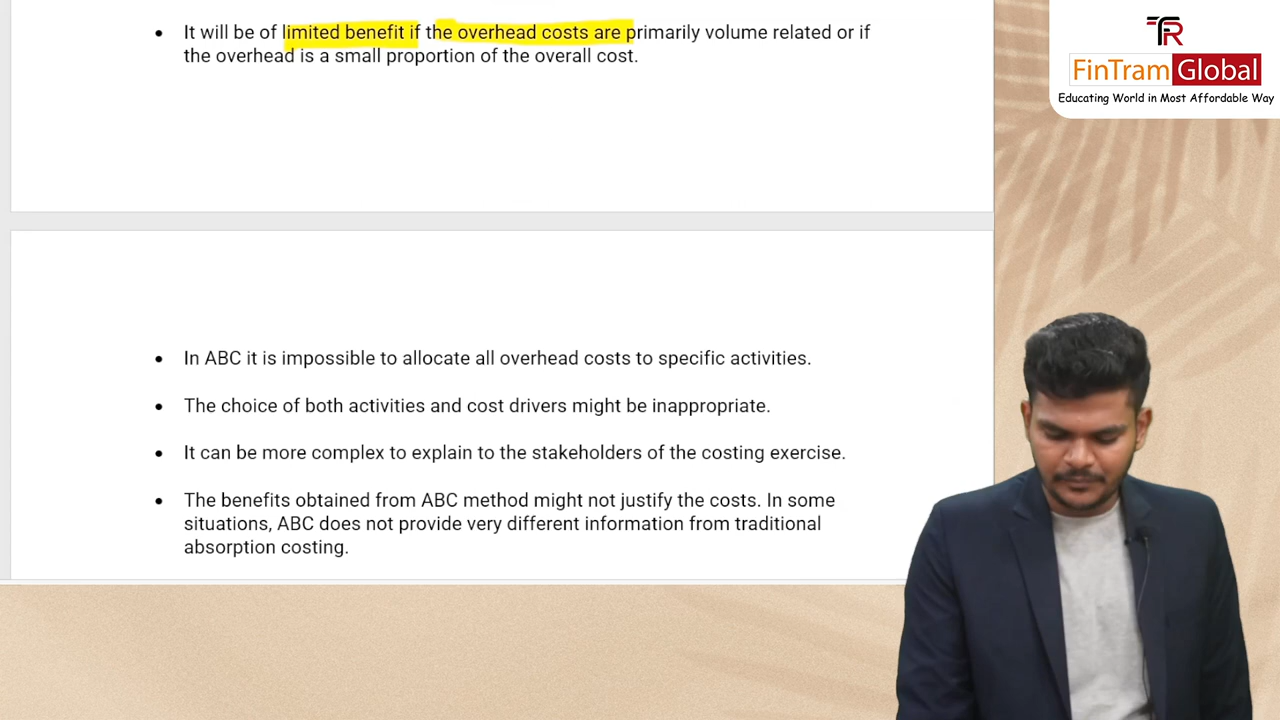 It will be of limited benefit if the overhead costs are primarily volume related or if
the overhead is a small proportion of the overall cost.
In ABC it is impossible to allocate all overhead costs to specific activities.
The choice of both activities and cost drivers might be inappropriate.
It can be more complex to explain to the stakeholders of the costing exercise.
The benefits obtained from ABC method might not justify the costs. In some
situations, ABC does not provide very different information from traditional
absorption costing.
FinTram Global
Educating World in Most Affordable Way